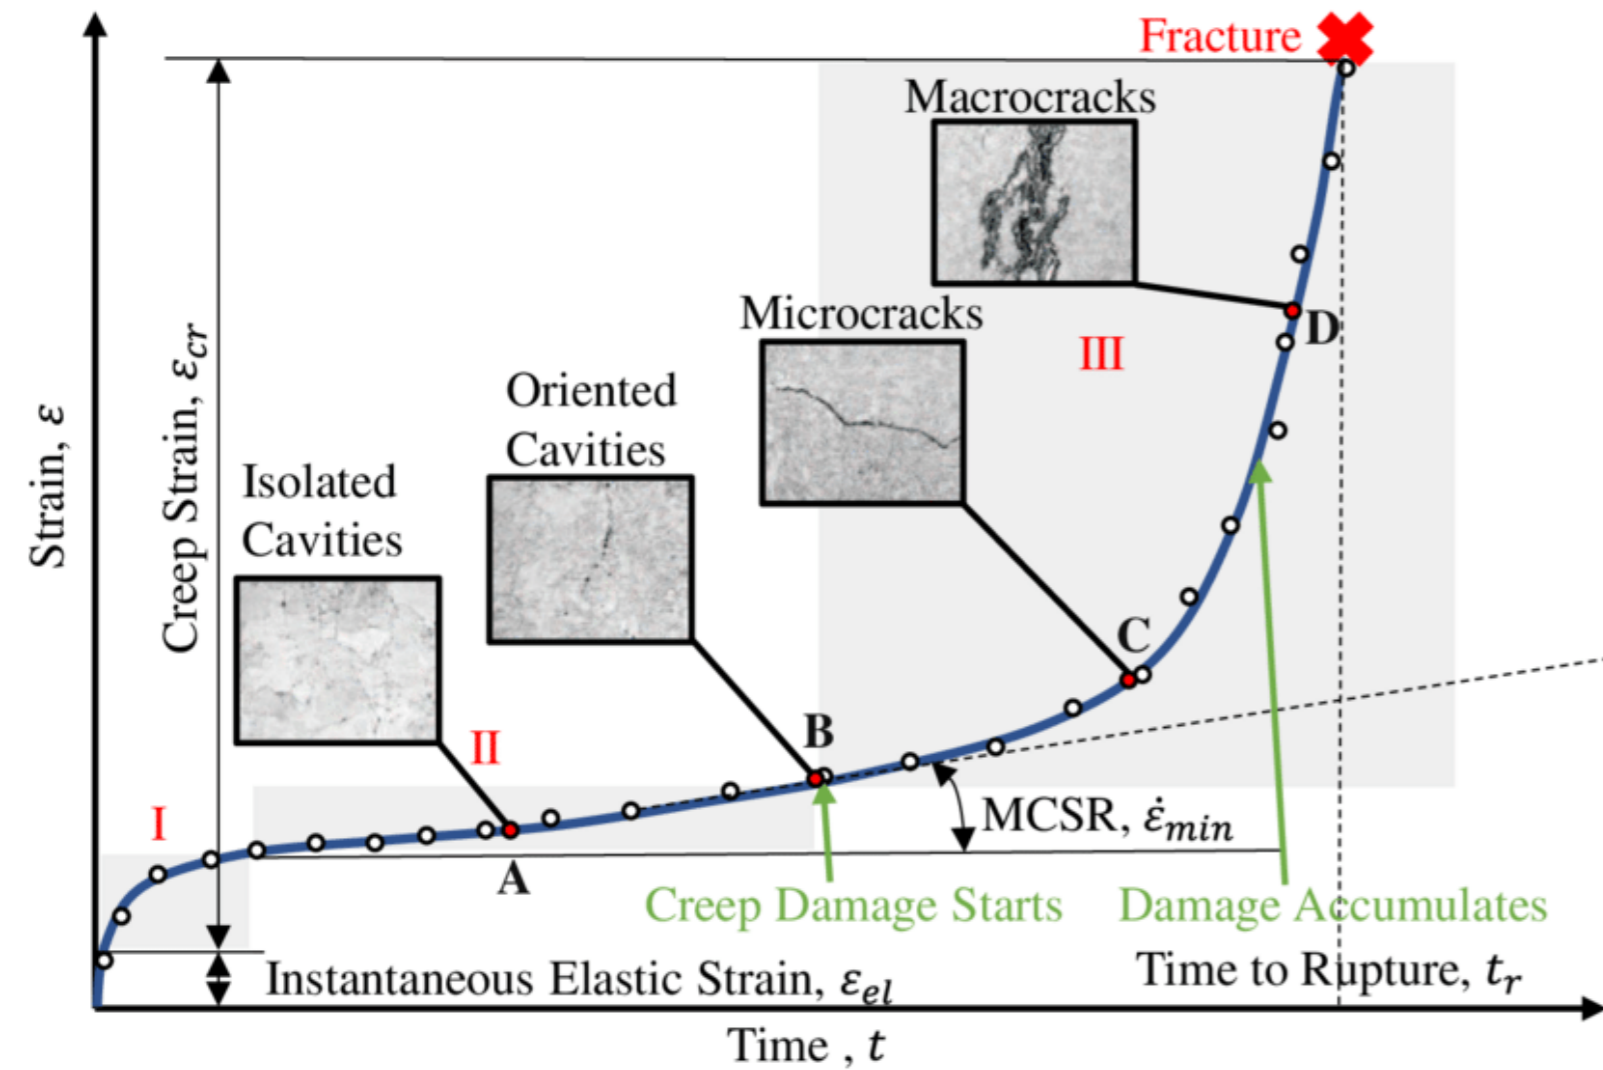 Fracture
Macrocracks
Microcracks
III
D
Oriented
Cavities
Isolated
Cavities
Strain, ε
Creep Strain, εcr
C
B
II
I
A
MCSR, ε̇min
Creep Damage Starts
Damage Accumulates
Instantaneous Elastic Strain, εel
Time to Rupture, tr
Time , t